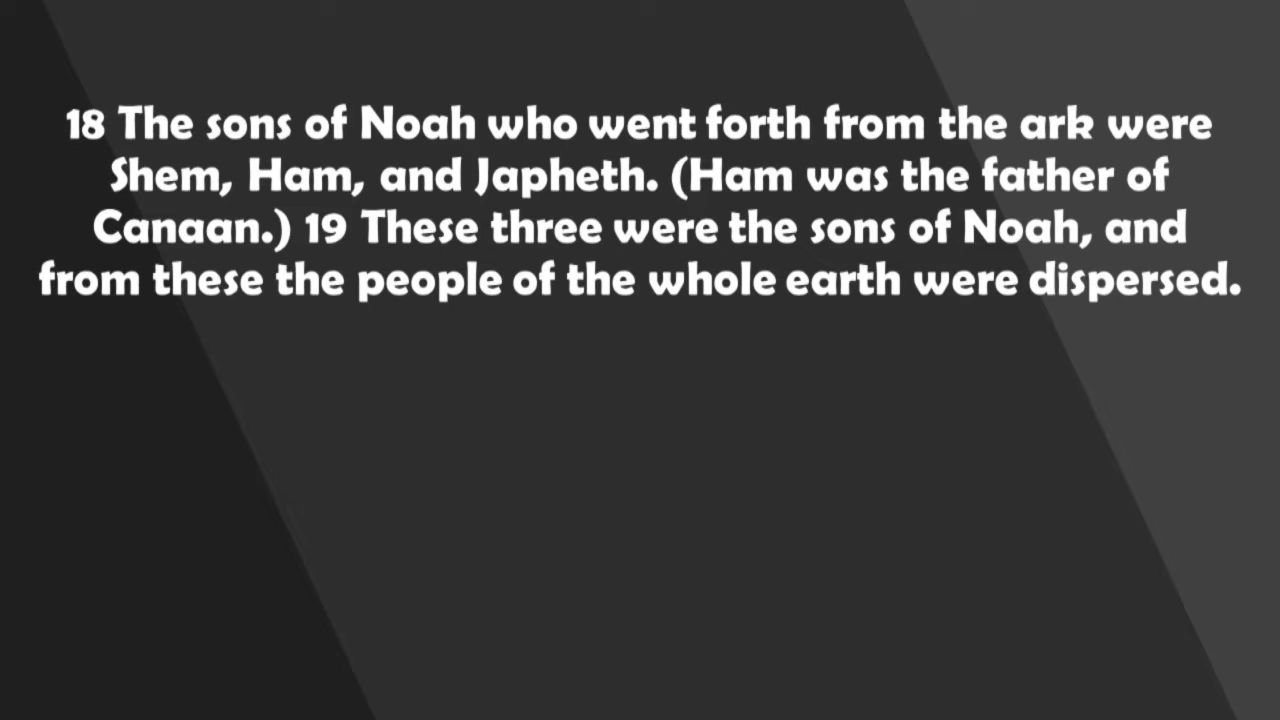 18 The sons of Noah who went forth from the ark were
Shem, Ham, and Japheth. (Ham was the father of
Canaan.) 19 These three were the sons of Noah, and
from these the people of the whole earth were dispersed.